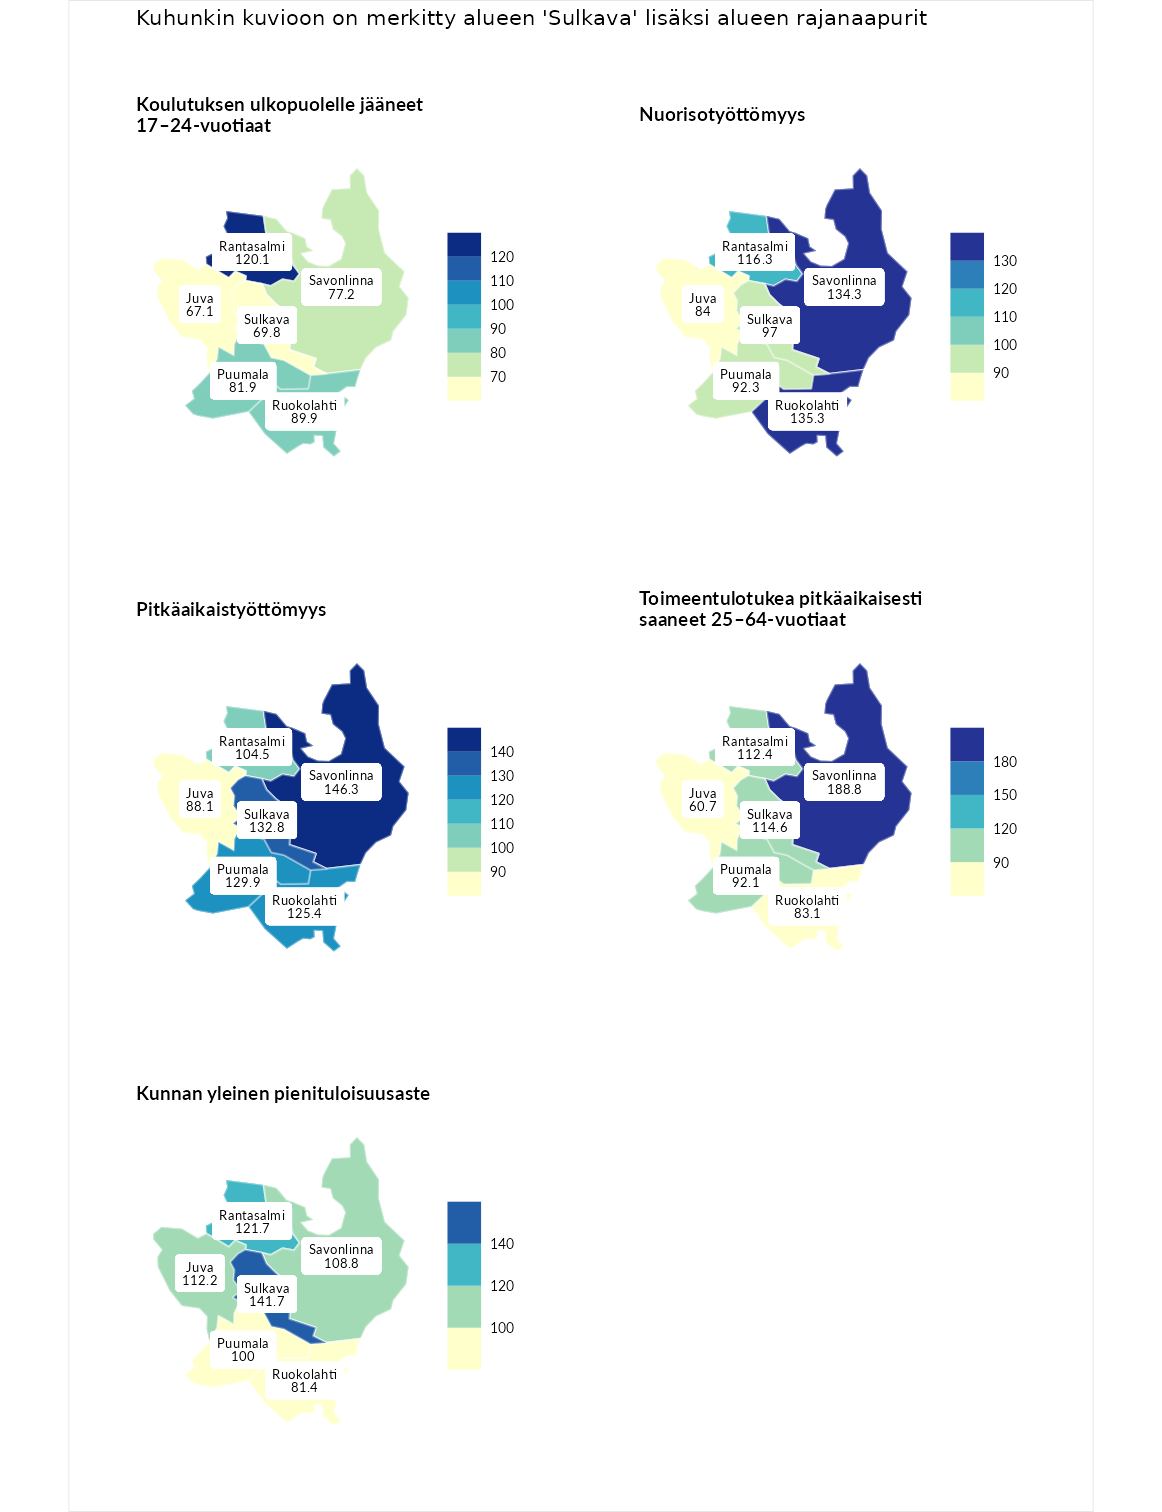 Kuhunkin kuvioon on merkitty alueen 'Sulkava' lisäksi alueen rajanaapurit
Koulutuksen ulkopuolelle jääneet
17–24-vuotiaat
Rantasalmi
120.1
Savonlinna
77.2
Juva
67.1
Sulkava
69.8
Puumala
81.9
Ruokolahti
89.9
120
110
100
90
80
70
Nuorisotyöttömyys
Rantasalmi
116.3
Savonlinna
134.3
Juva
84
Sulkava
97
Puumala
92.3
Ruokolahti
135.3
130
120
110
100
90
Pitkäaikaistyöttömyys
Rantasalmi
104.5
Savonlinna
146.3
Juva
88.1
Sulkava
132.8
Puumala
129.9
Ruokolahti
125.4
140
130
120
110
100
90
Toimeentulotukea pitkäaikaisesti
saaneet 25–64-vuotiaat
Rantasalmi
112.4
Savonlinna
188.8
Juva
60.7
Sulkava
114.6
Puumala
92.1
Ruokolahti
83.1
180
150
120
90
Kunnan yleinen pienituloisuusaste
Rantasalmi
121.7
Savonlinna
108.8
Juva
112.2
Sulkava
141.7
Puumala
100
Ruokolahti
81.4
140
120
100